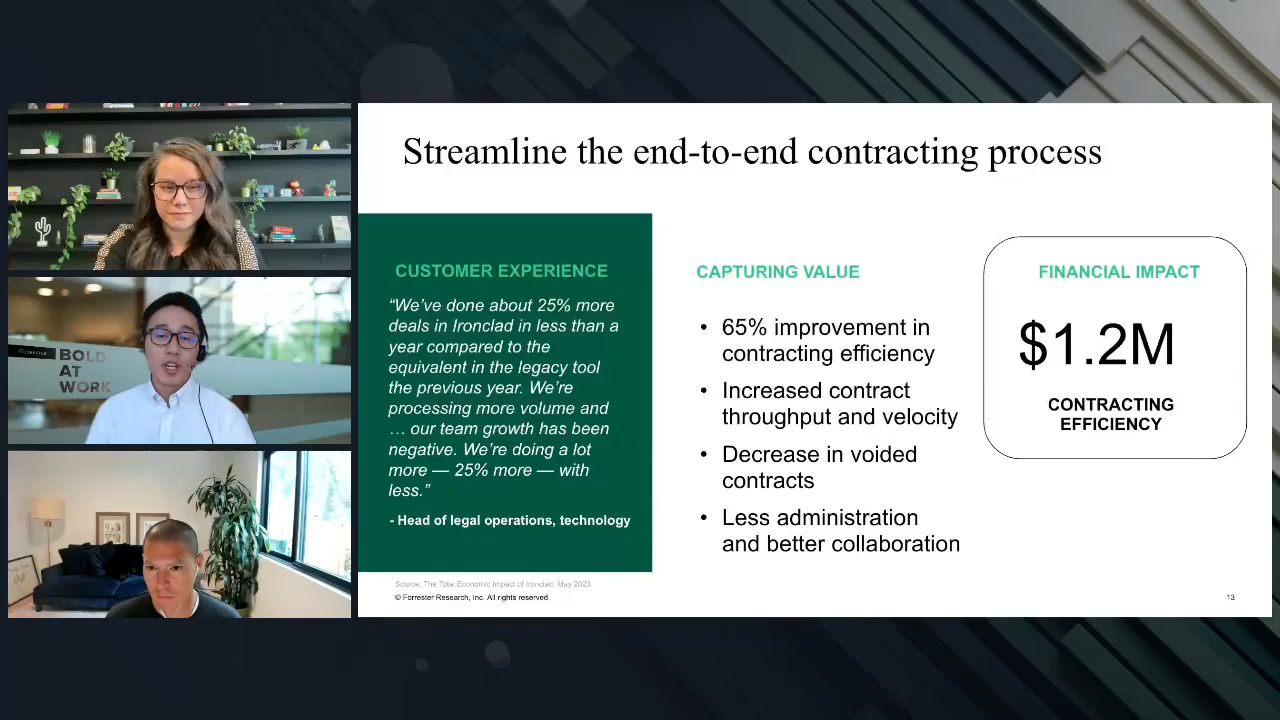 Streamline the end-to-end contracting process
CUSTOMER EXPERIENCE
“We’ve done about 25% more
deals in Ironclad in less than a
year compared to the
equivalent in the legacy tool
the previous year. We’re
processing more volume and
… our team growth has been
negative. We’re doing a lot
more — 25% more — with
less.”
- Head of legal operations, technology
CAPTURING VALUE
• 65% improvement in
contracting efficiency
• Increased contract
throughput and velocity
• Decrease in voided
contracts
• Less administration
and better collaboration
FINANCIAL IMPACT
$1.2M
CONTRACTING
EFFICIENCY
Source: The Total Economic Impact of Ironclad, May 2023
© Forrester Research, Inc. All rights reserved.
13
FORRESTER
BOLD
AT
WORK